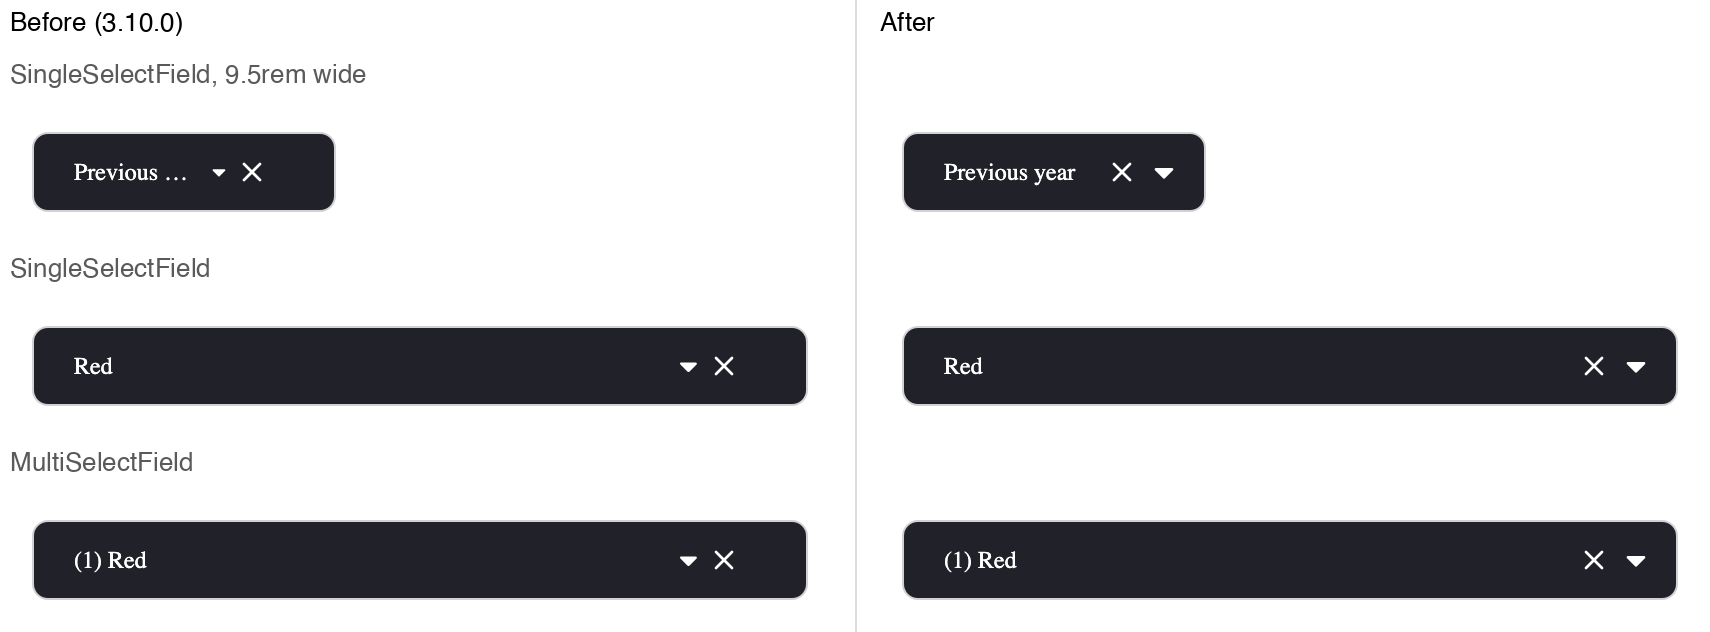 Before (3.10.0)
After
SingleSelectField, 9.5rem wide
Previous ...
Previous year
SingleSelectField
Red
Red
MultiSelectField
(1) Red
(1) Red